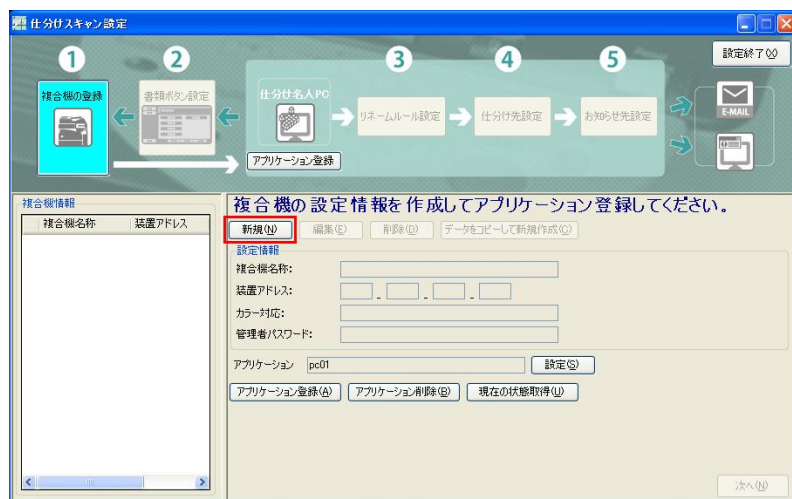 仕分けスキャン設定
1 2 3 4 5
設定終了(X)
複合機の登録
書類ボタン設定
仕分け名人PC
リネームルール設定
仕分け先設定
お知らせ先設定
E-MAIL
アプリケーション登録
複合機情報
複合機名称 装置アドレス
複合機の設定情報を作成してアプリケーション登録してください。
新規(N) 編集(E) 削除(D) データをコピーして新規作成(C)
設定情報
複合機名称:
装置アドレス: . . .
カラー対応:
管理者パスワード:
アプリケーション pc01 設定(S)
アプリケーション登録(A) アプリケーション削除(B) 現在の状態取得(U)
次へ(N)